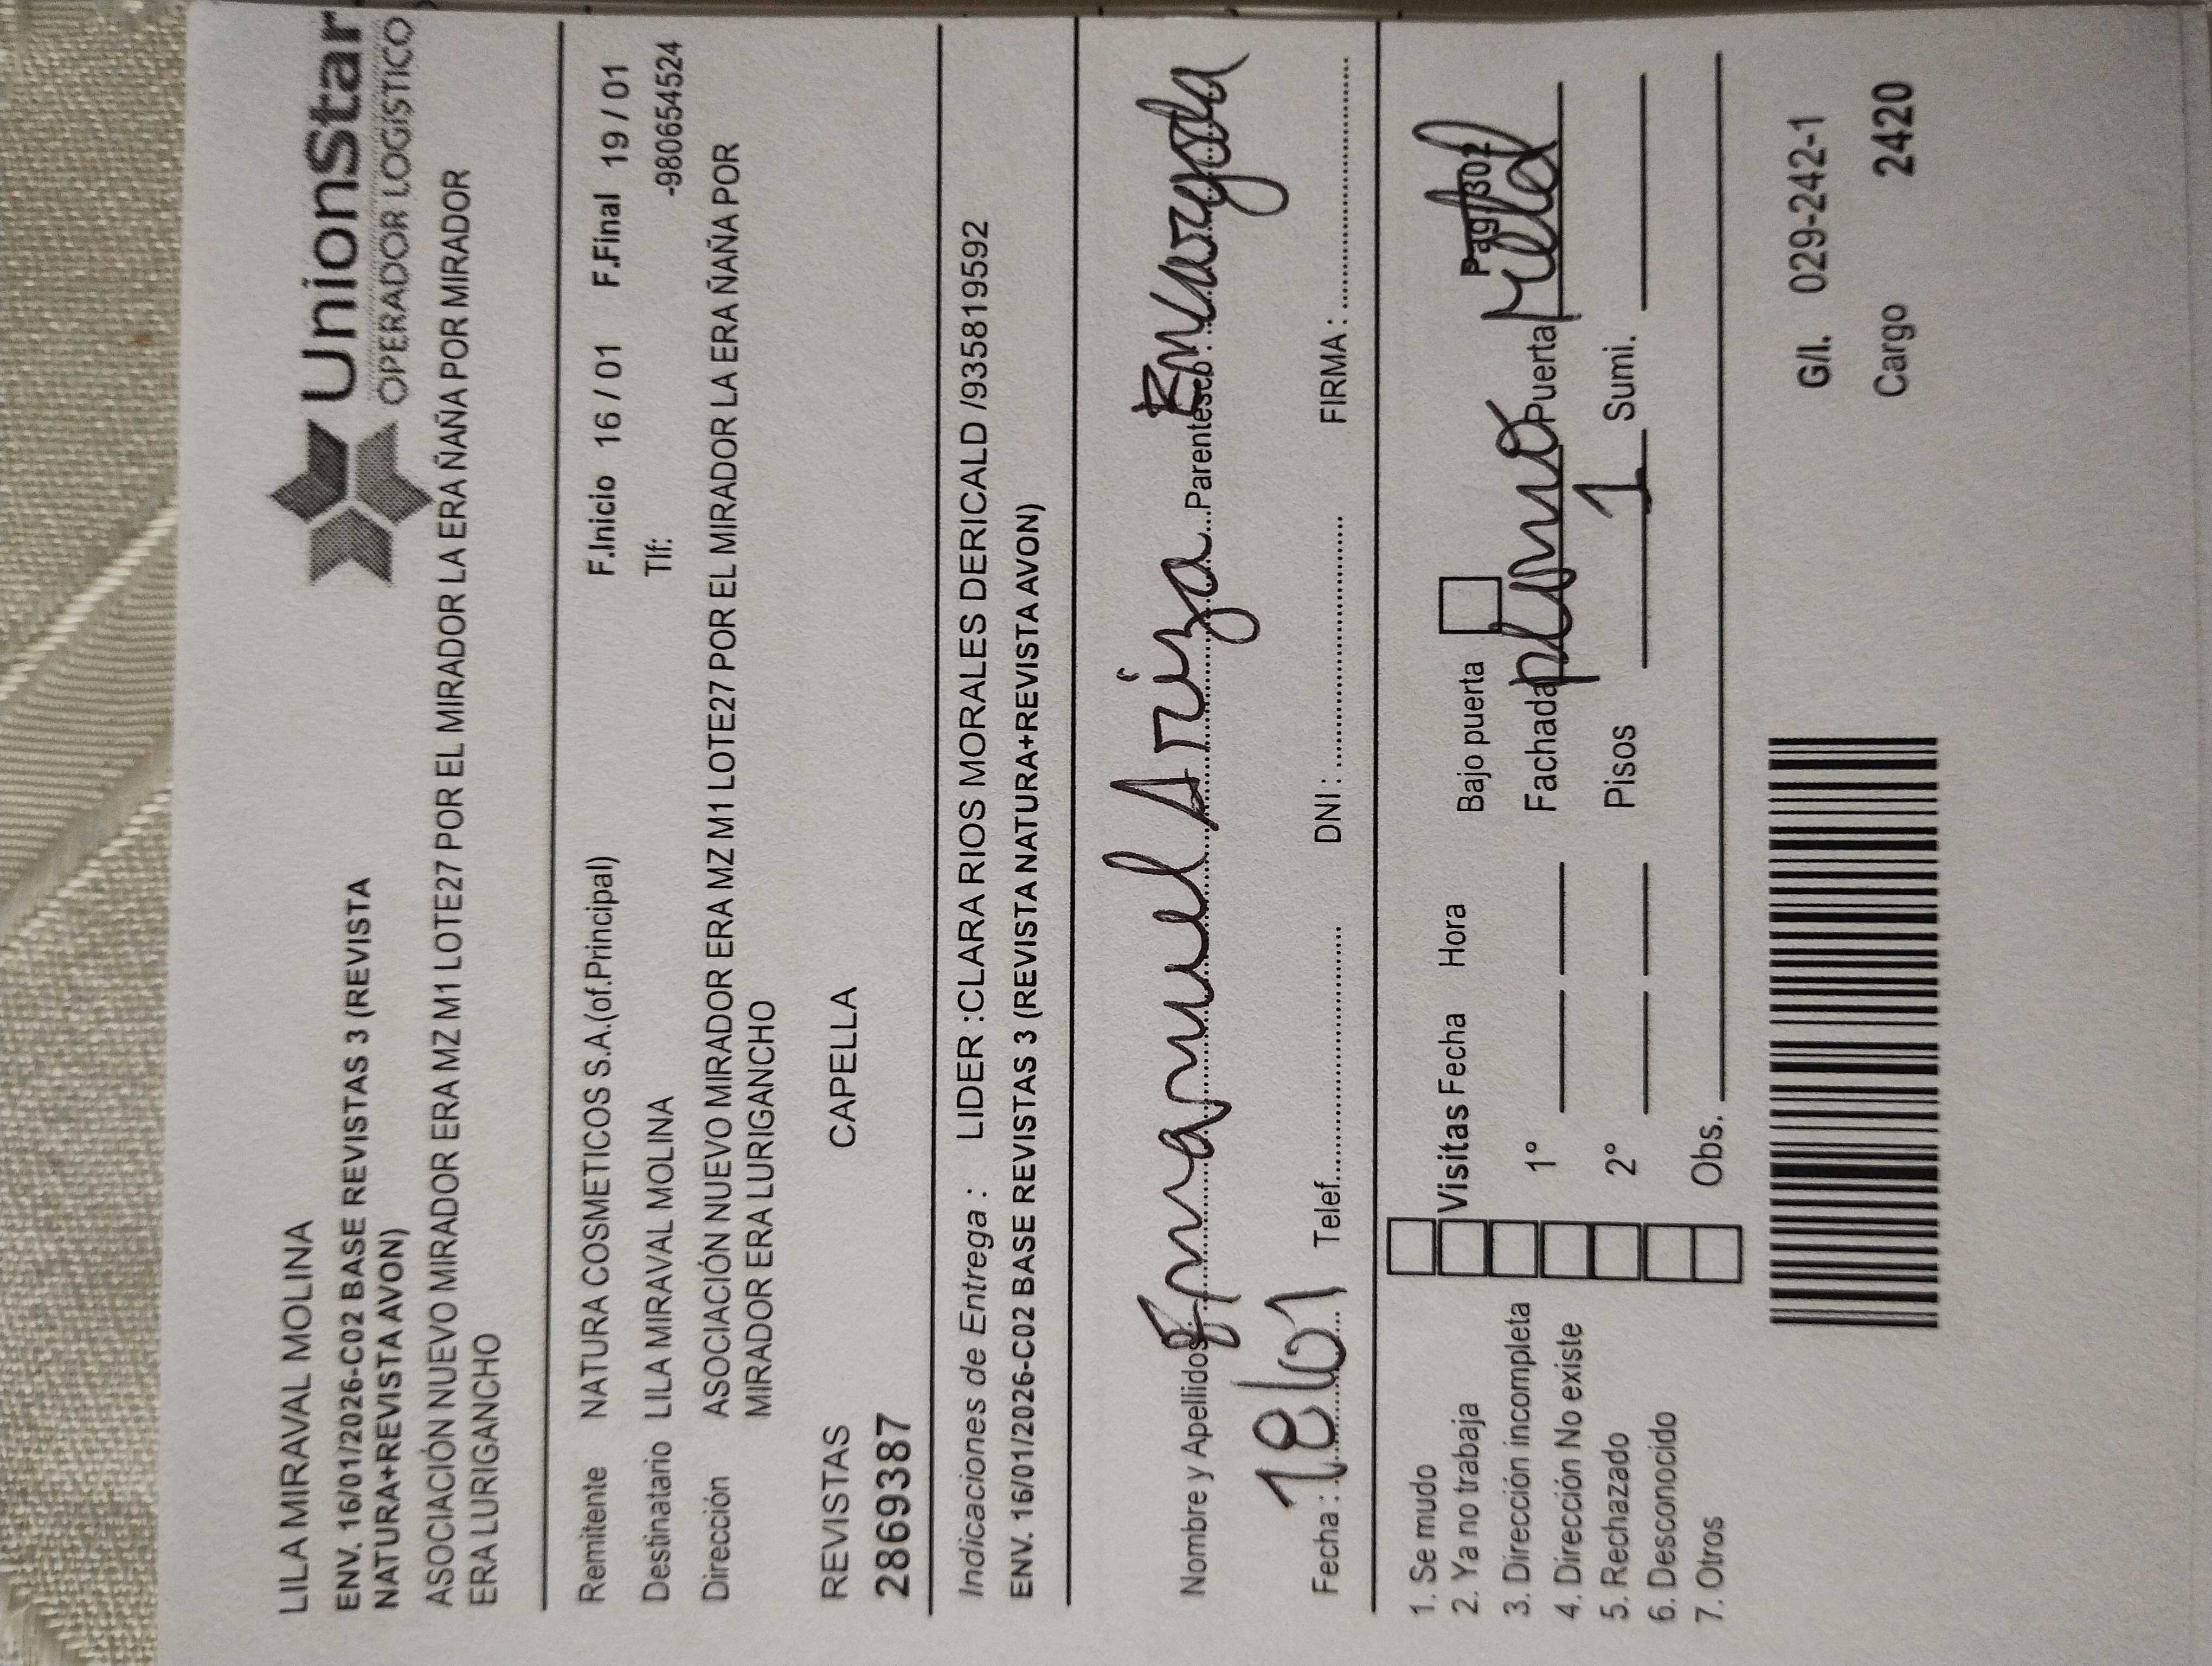 UnionStar
OPERADOR LOGÍSTICO
LILA MIRAVAL MOLINA
ENV. 16/01/2026-C02 BASE REVISTAS 3 (REVISTA
NATURA+REVISTA AVON)
ASOCIACIÓN NUEVO MIRADOR ERA MZ M1 LOTE27 POR EL MIRADOR LA ERA ÑAÑA POR MIRADOR
ERA LURIGANCHO
Remitente NATURA COSMETICOS S.A.(of.Principal) F.Inicio 16 / 01 F.Final 19 / 01
Destinatario LILA MIRAVAL MOLINA Tlf: -980654524
Dirección ASOCIACIÓN NUEVO MIRADOR ERA MZ M1 LOTE27 POR EL MIRADOR LA ERA ÑAÑA POR
MIRADOR ERA LURIGANCHO
REVISTAS CAPELLA
2869387
Indicaciones de Entrega : LIDER :CLARA RIOS MORALES DERICALD /935819592
ENV. 16/01/2026-C02 BASE REVISTAS 3 (REVISTA NATURA+REVISTA AVON)
Nombre y Apellidos Emanuel Ariza Parentesco :
Fecha : 18/01 Telef. DNI : FIRMA :
1. Se mudo
2. Ya no trabaja
3. Dirección incompleta
4. Dirección No existe
5. Rechazado
6. Desconocido
7. Otros
Visitas Fecha Hora Bajo puerta Pag/302
1° Fachada plomo Puerta Metal
2° Pisos 1 Sumi.
Obs.
G/l. 029-242-1
Cargo 2420